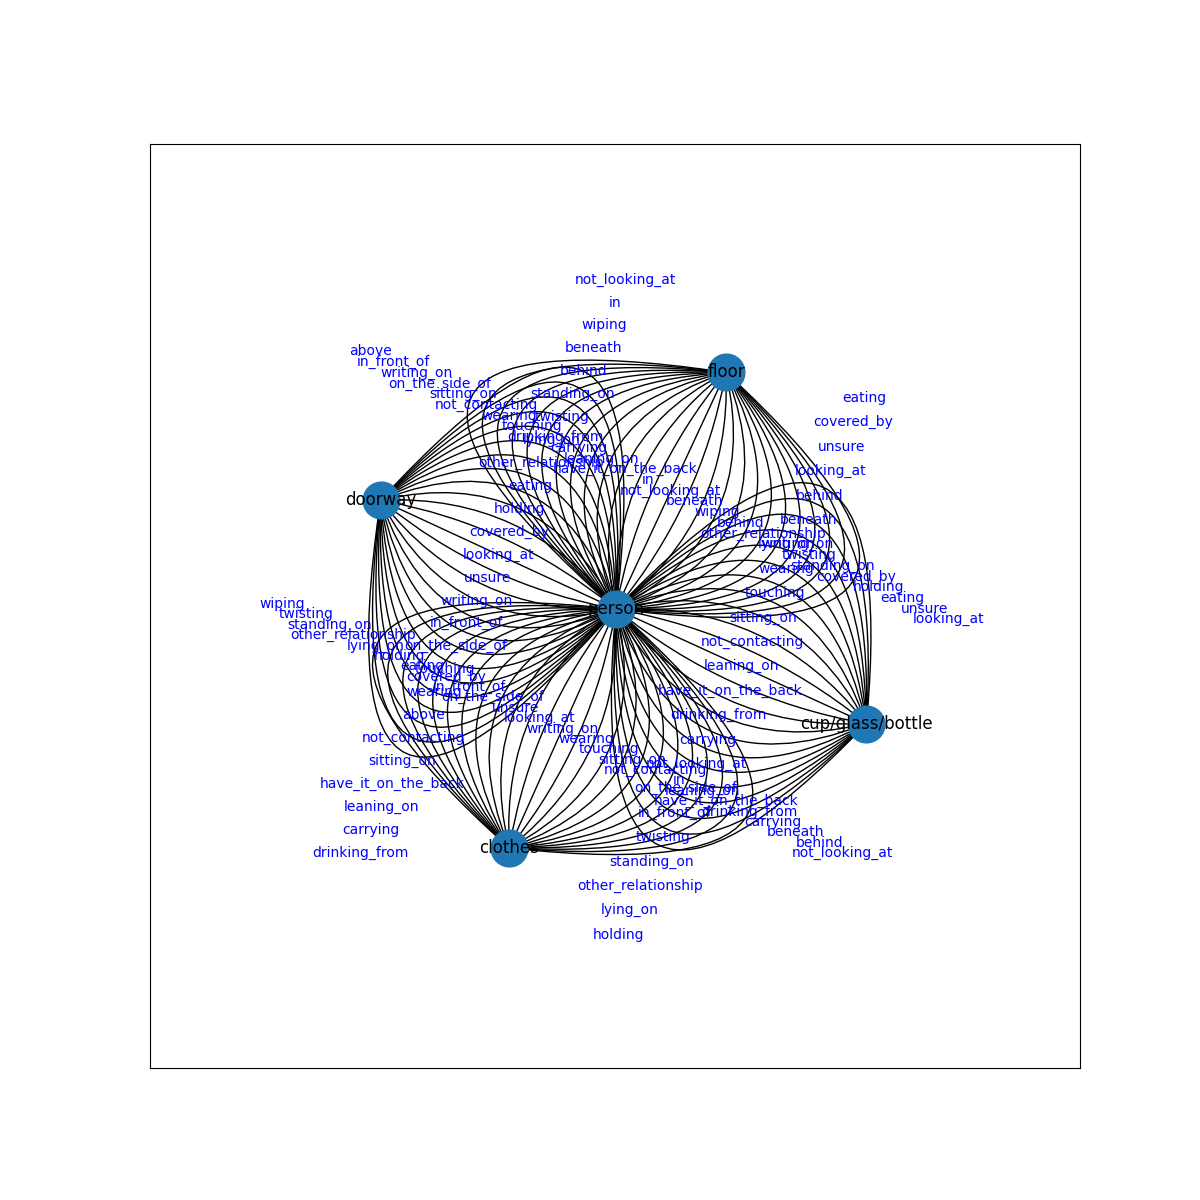 not_looking_at
in
wiping
beneath
behind
standing_on
twisting
lying_on
carrying
leaning_on
have_it_on_the_back
in
not_looking_at
beneath
wiping
behind
other_relationship
lying_on
twisting
standing_on
covered_by
holding
eating
unsure
looking_at
above
in_front_of
writing_on
on_the_side_of
sitting_on
not_contacting
wearing
touching
drinking_from
other_relationship
eating
holding
covered_by
looking_at
unsure
writing_on
in_front_of
on_the_side_of
touching
wearing
above
not_contacting
sitting_on
have_it_on_the_back
leaning_on
carrying
drinking_from
floor
doorway
person
cup/glass/bottle
clothes
eating
covered_by
unsure
looking_at
behind
beneath
writing_on
wearing
touching
sitting_on
not_contacting
leaning_on
have_it_on_the_back
drinking_from
carrying
not_looking_at
in
on_the_side_of
in_front_of
twisting
standing_on
other_relationship
lying_on
holding
wiping
twisting
standing_on
other_relationship
lying_on
holding
eating
covered_by
in_front_of
on_the_side_of
unsure
looking_at
writing_on
wearing
touching
sitting_on
not_contacting
leaning_on
have_it_on_the_back
drinking_from
carrying
beneath
behind
not_looking_at